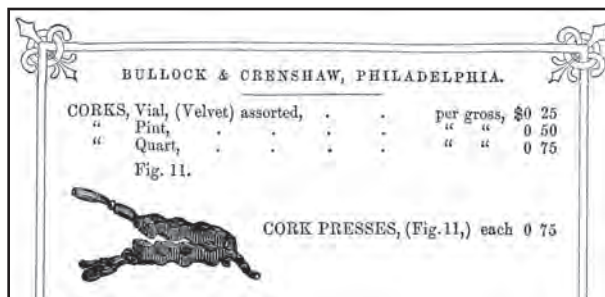 BULLOCK & CRENSHAW, PHILADELPHIA.
CORKS, Vial, (Velvet) assorted, . . per gross, $0 25
“ Pint, . . . . “ “ 0 50
“ Quart, . . . . “ “ 0 75
Fig. 11.
CORK PRESSES, (Fig. 11,) each 0 75